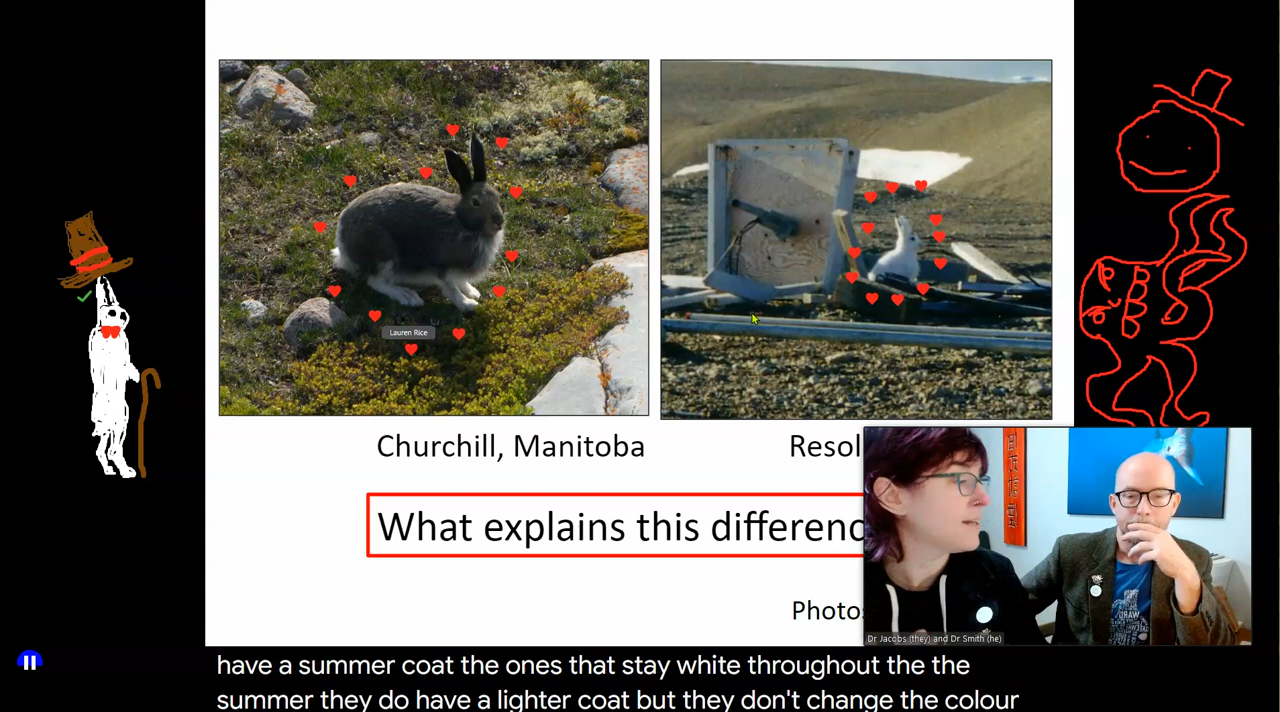 Lauren Rice
Churchill, Manitoba
Resol
What explains this differenc
Photos
Dr Jacobs (they) and Dr Smith (he)
have a summer coat the ones that stay white throughout the the
summer they do have a lighter coat but they don't change the colour